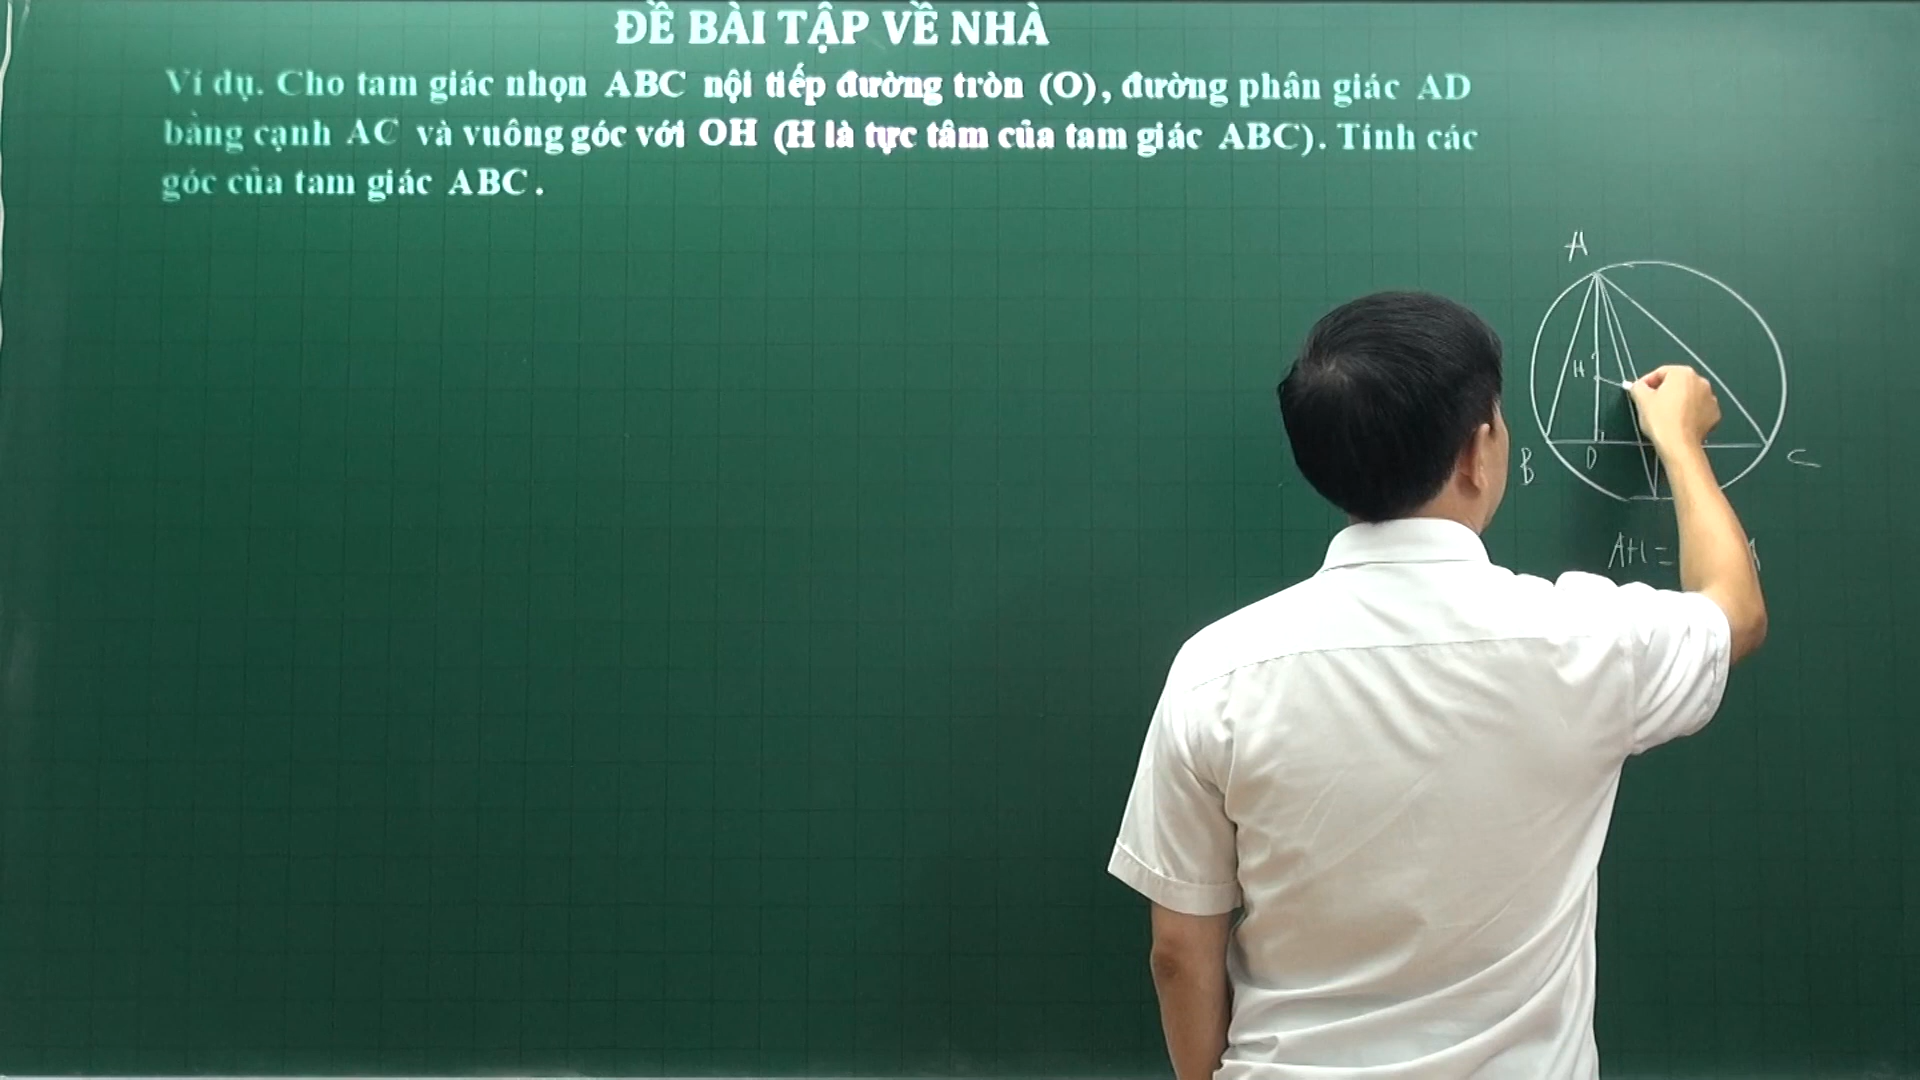 ĐỀ BÀI TẬP VỀ NHÀ
Ví dụ. Cho tam giác nhọn ABC nội tiếp đường tròn (O), đường phân giác AD
bằng cạnh AC và vuông góc với OH (H là tực tâm của tam giác ABC). Tính các
góc của tam giác ABC.
A
H
B
D
C
AH =